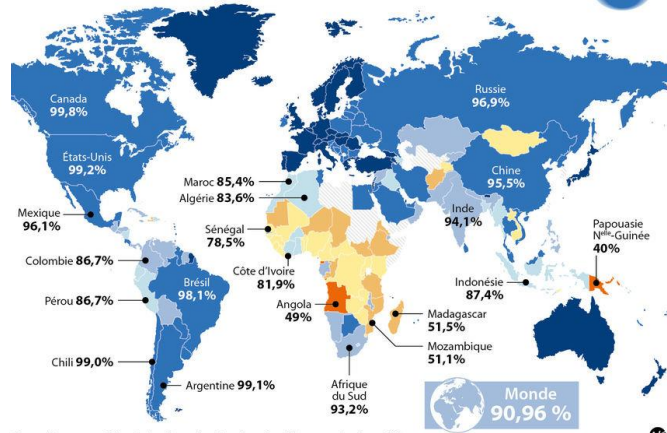 Canada
99,8%
États-Unis
99,2%
Mexique
96,1%
Colombie 86,7%
Pérou 86,7%
Brésil
98,1%
Chili 99,0%
Argentine 99,1%
Maroc 85,4%
Algérie 83,6%
Sénégal
78,5%
Côte d'Ivoire
81,9%
Angola
49%
Afrique
du Sud
93,2%
Madagascar
51,5%
Mozambique
51,1%
Russie
96,9%
Chine
95,5%
Inde
94,1%
Indonésie
87,4%
Papouasie
Nelle-Guinée
40%
Monde
90,96 %